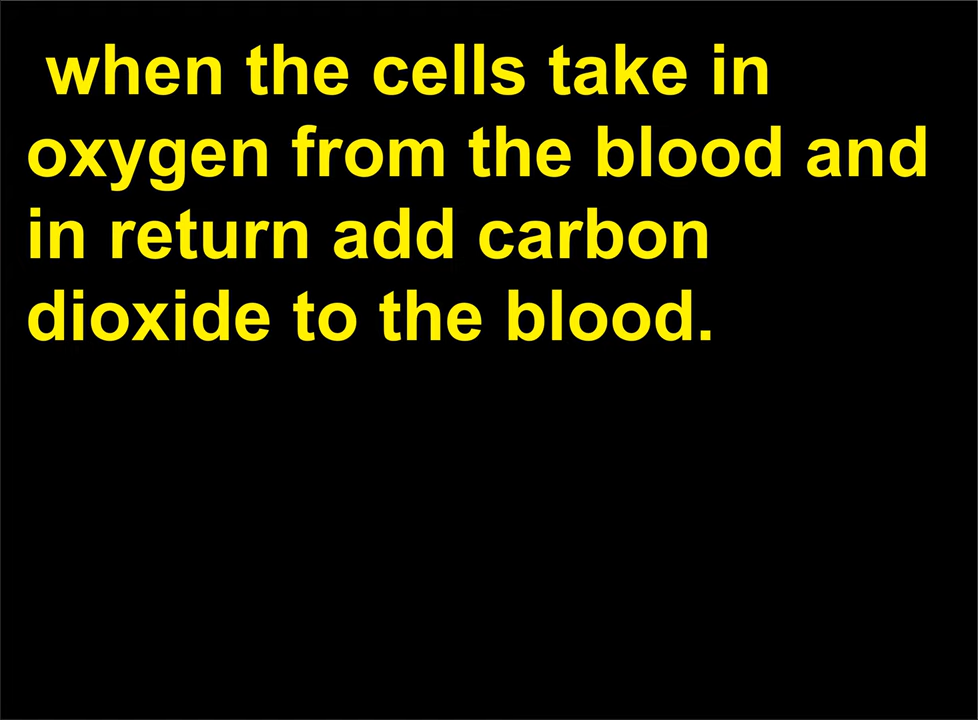 when the cells take in
oxygen from the blood and
in return add carbon
dioxide to the blood.